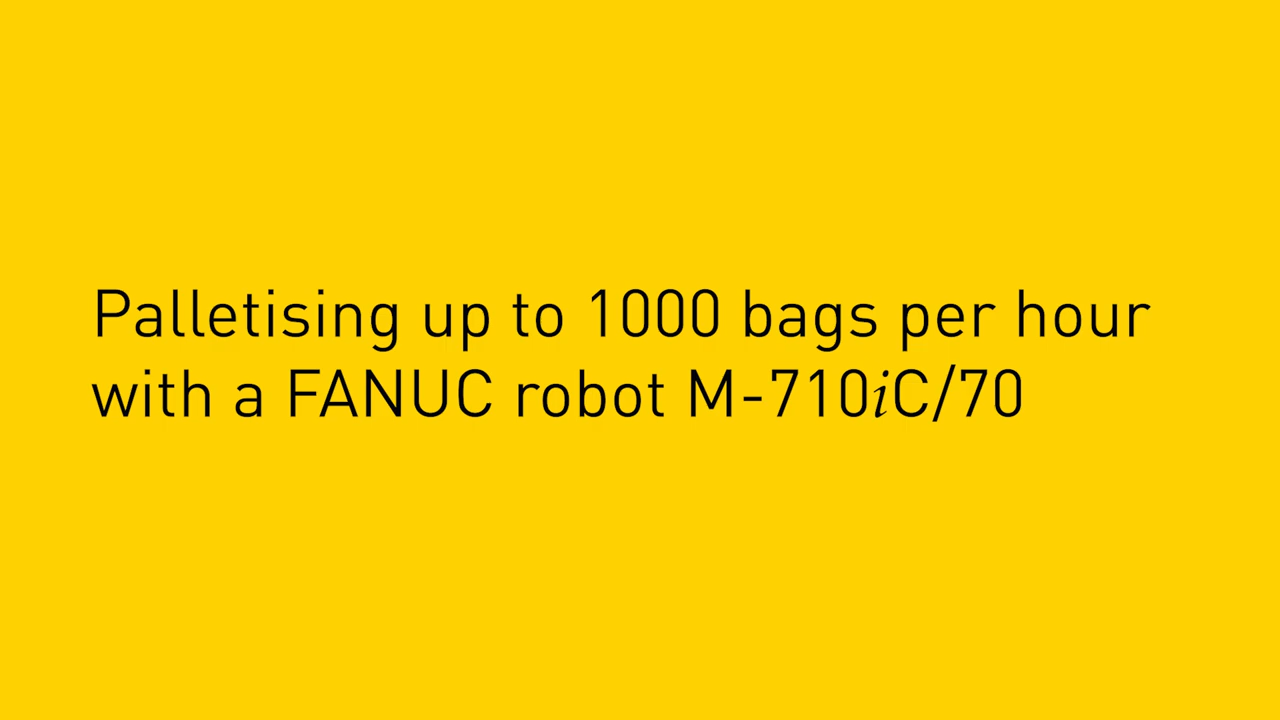 Palletising up to 1000 bags per hour
with a FANUC robot M-710iC/70